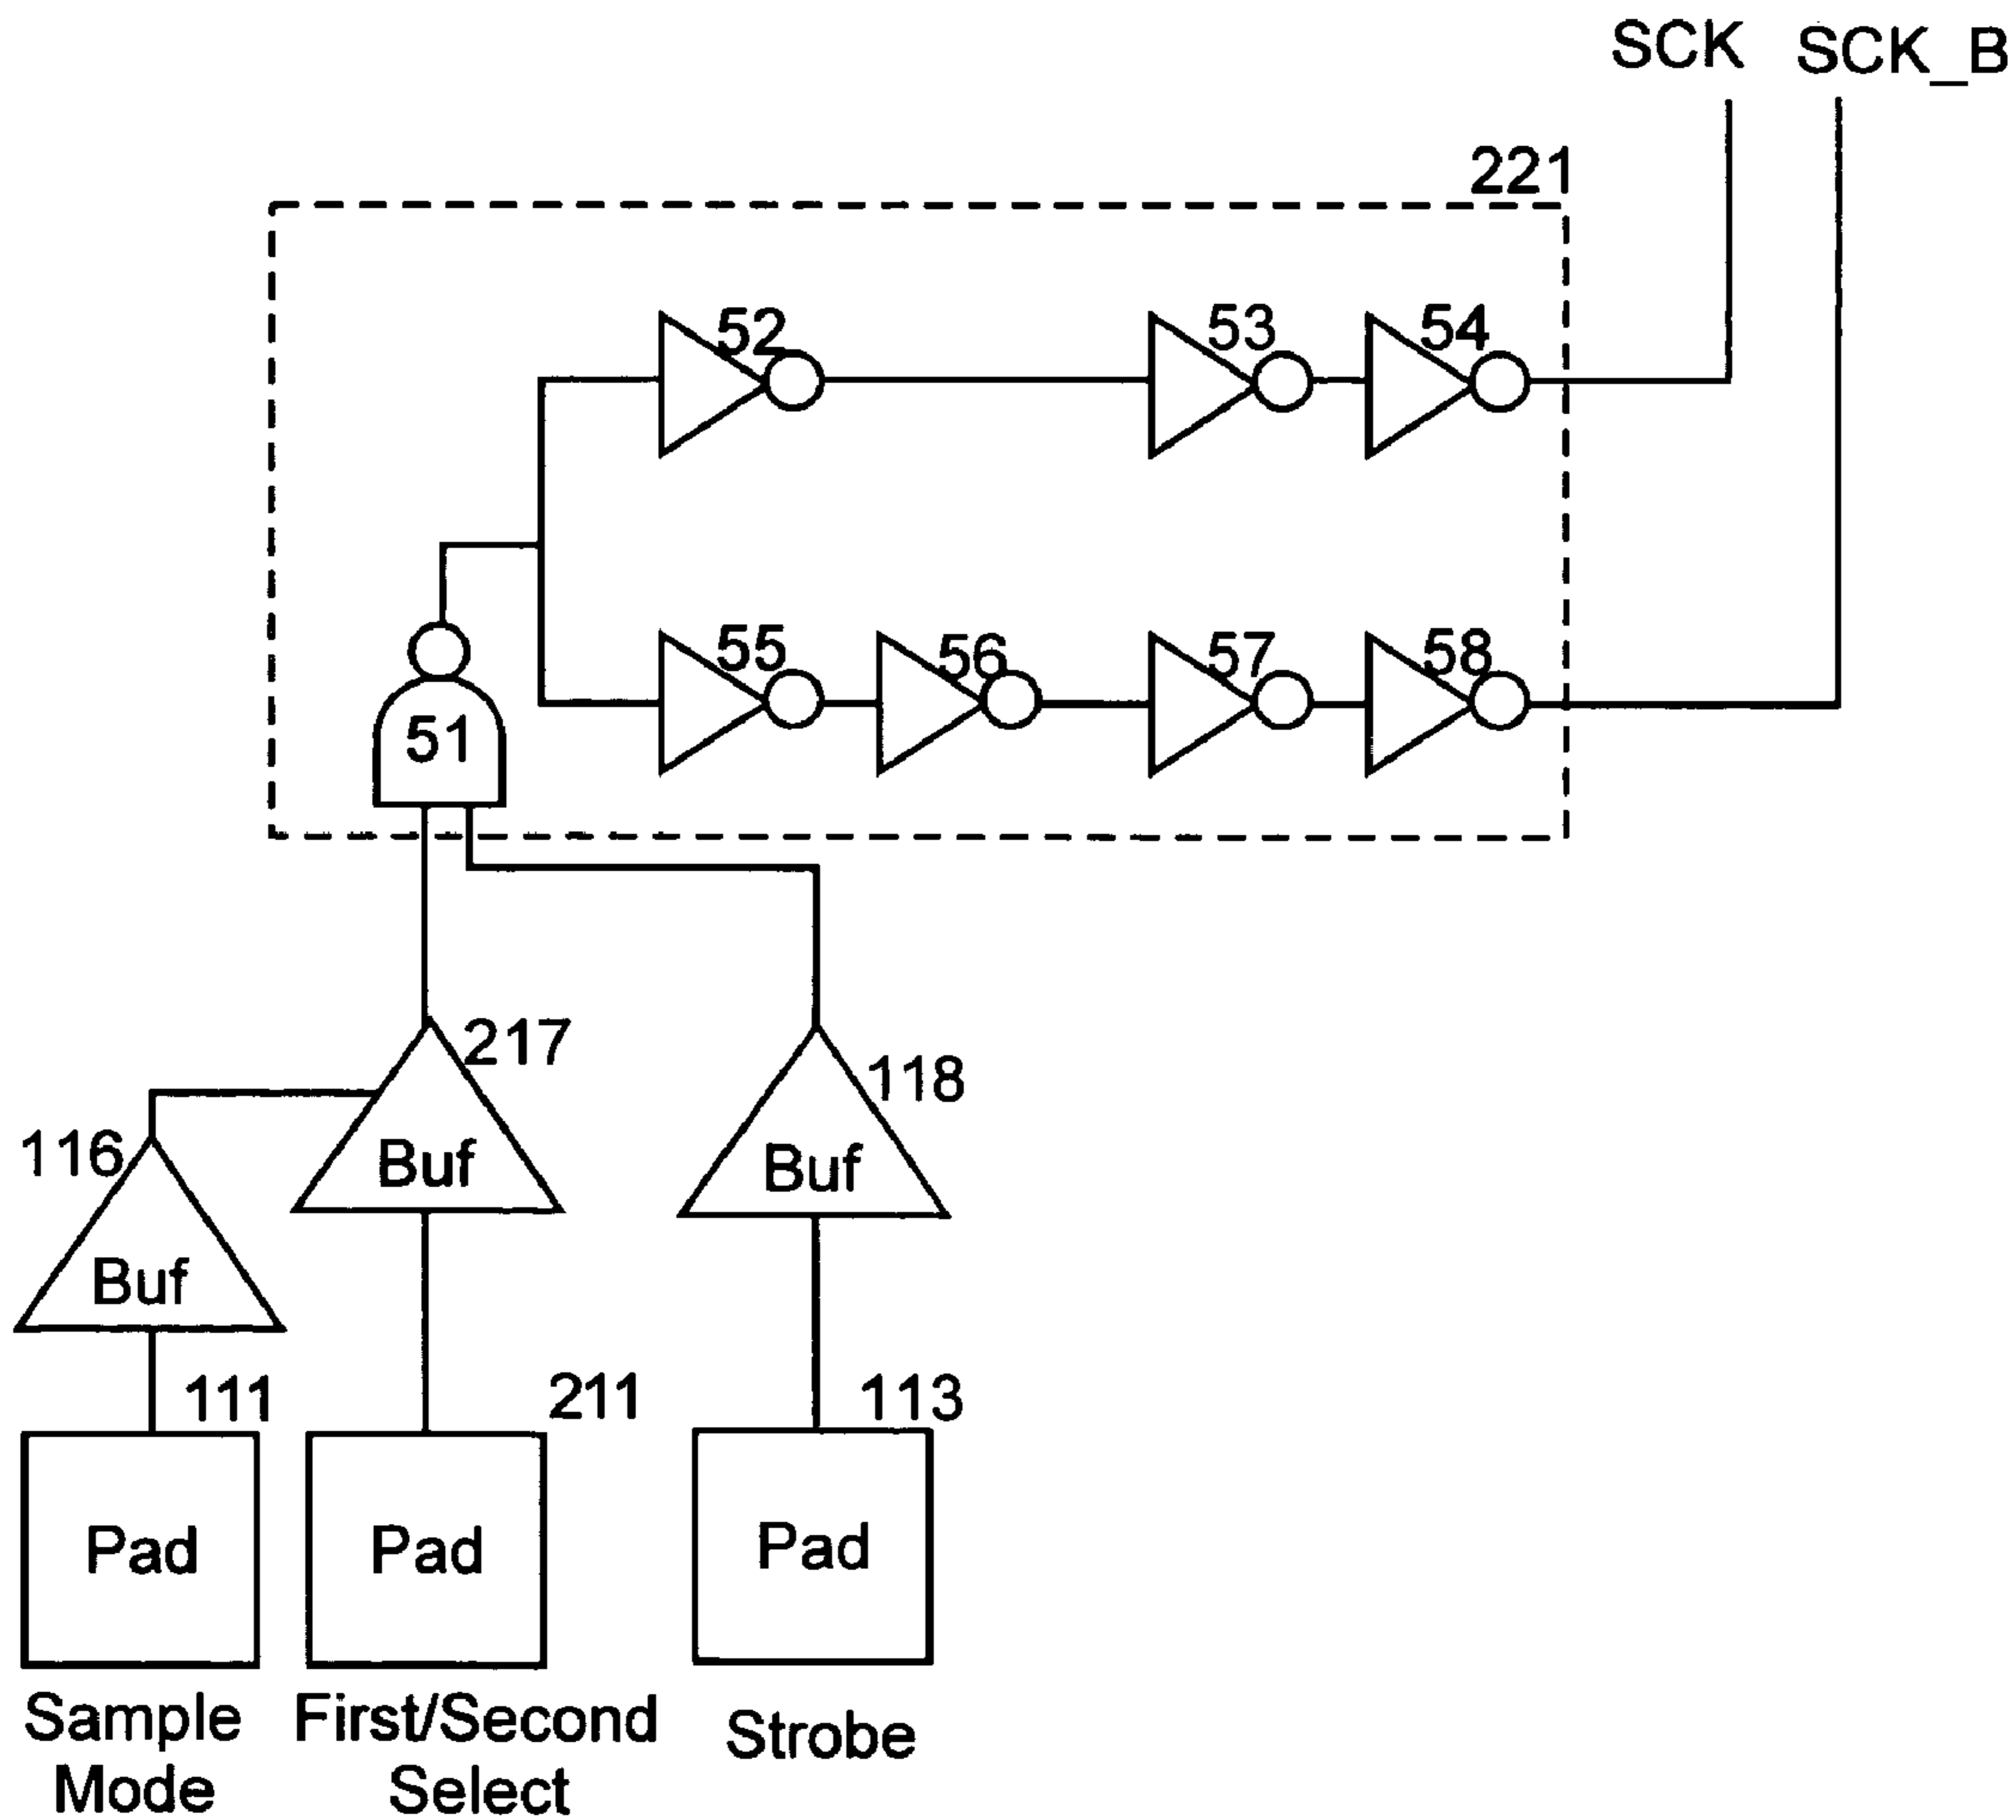 SCK SCK_B
221
52 53 54
55 56 57 58
51
217
118
116
Buf Buf
Buf
111 211 113
Pad Pad Pad
Sample Mode
First/Second Select
Strobe